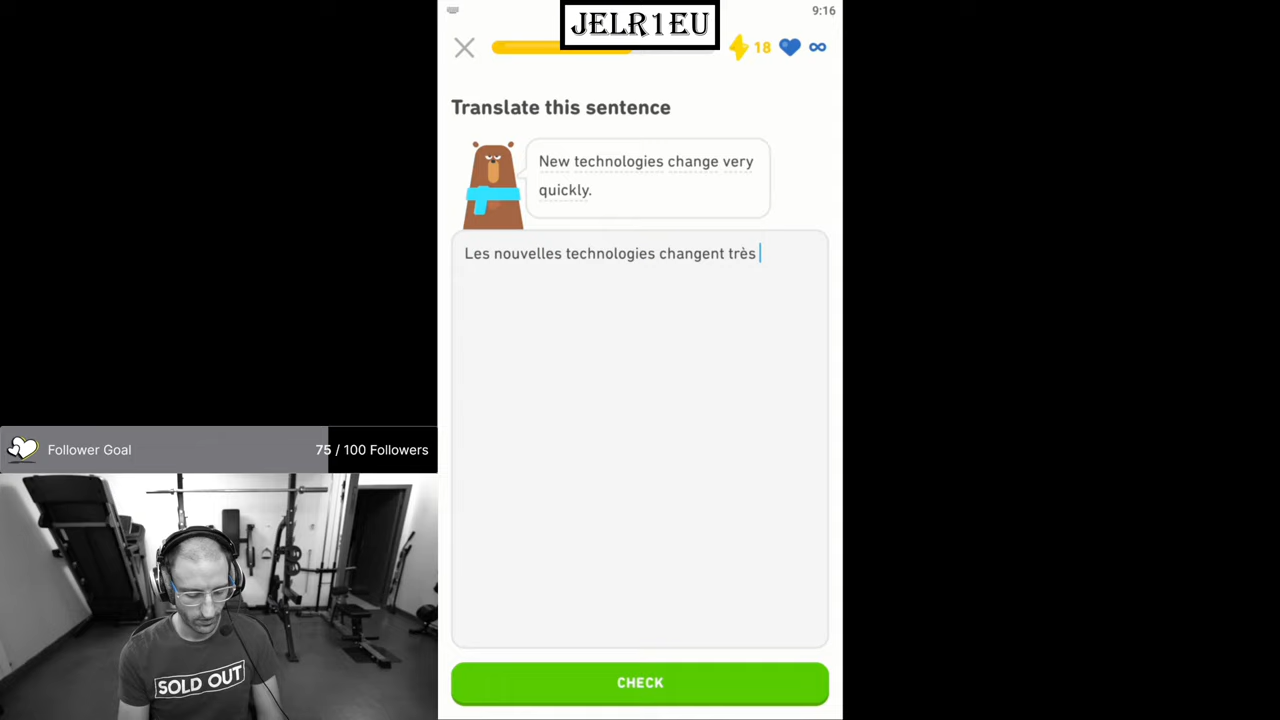 JELR1EU
9:16
18
Translate this sentence
New technologies change very
quickly.
Les nouvelles technologies changent très
Follower Goal
75 / 100 Followers
SOLD OUT
CHECK